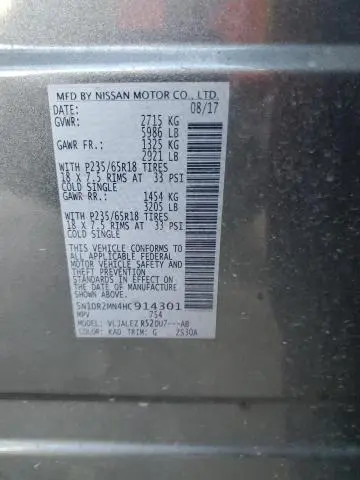 MFD BY NISSAN MOTOR CO., LTD.
DATE: 08/17
GVWR: 2715 KG
5986 LB
GAWR FR.: 1325 KG
2921 LB
WITH P235/65R18 TIRES
18 X 7.5 RIMS AT 33 PSI
COLD SINGLE
GAWR RR.: 1454 KG
3205 LB
WITH P235/65R18 TIRES
18 X 7.5 RIMS AT 33 PSI
COLD SINGLE
THIS VEHICLE CONFORMS TO
ALL APPLICABLE FEDERAL
MOTOR VEHICLE SAFETY AND
THEFT PREVENTION
STANDARDS IN EFFECT ON
THE DATE OF MANUFACTURE
SHOWN ABOVE.
5N1DR2MN4HC914301
MPV 7S4
MODEL: VLJALEZ R52DU7---AB
COLOR: KAD TRIM: G 2S30A